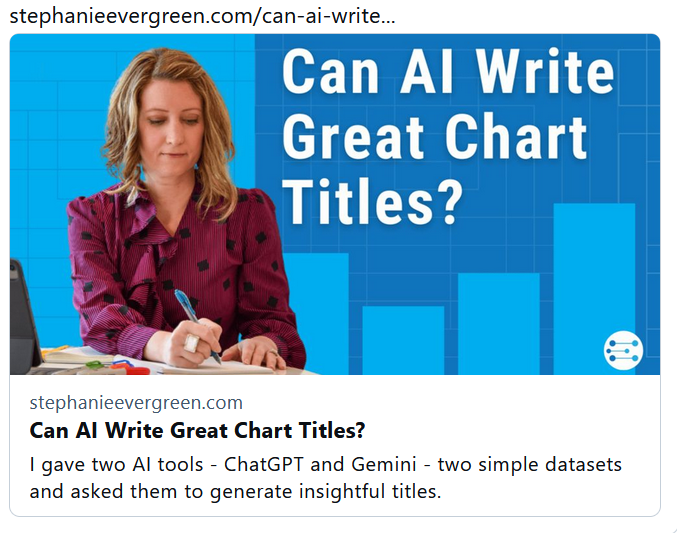 stephanieevergreen.com/can-ai-write...
Can AI Write
Great Chart
Titles?
stephanieevergreen.com
Can AI Write Great Chart Titles?
I gave two AI tools - ChatGPT and Gemini - two simple datasets
and asked them to generate insightful titles.